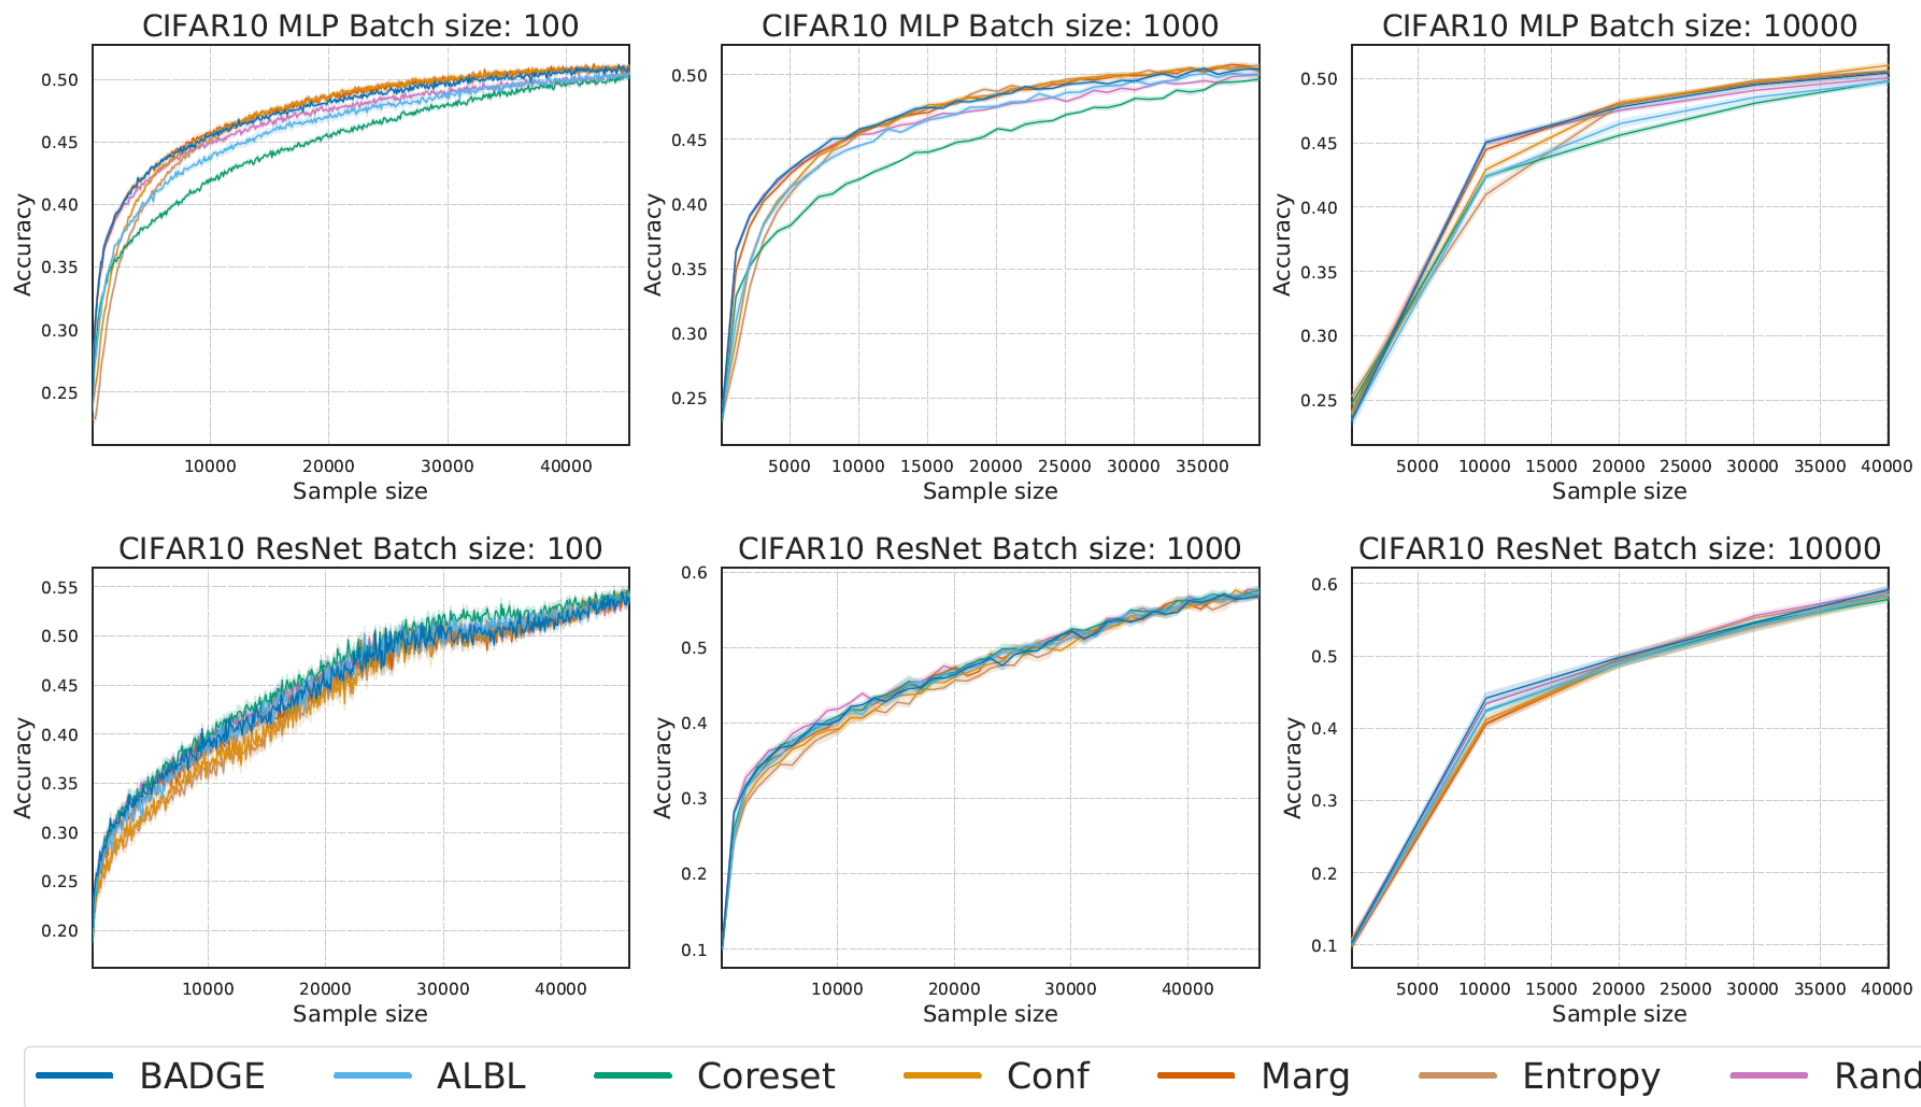 CIFAR10 MLP Batch size: 100
CIFAR10 MLP Batch size: 1000
CIFAR10 MLP Batch size: 10000
Accuracy
0.50
0.45
0.40
0.35
0.30
0.25
10000 20000 30000 40000
Sample size
Accuracy
0.50
0.45
0.40
0.35
0.30
0.25
5000 10000 15000 20000 25000 30000 35000
Sample size
Accuracy
0.50
0.45
0.40
0.35
0.30
0.25
5000 10000 15000 20000 25000 30000 35000 40000
Sample size
CIFAR10 ResNet Batch size: 100
CIFAR10 ResNet Batch size: 1000
CIFAR10 ResNet Batch size: 10000
Accuracy
0.55
0.50
0.45
0.40
0.35
0.30
0.25
0.20
10000 20000 30000 40000
Sample size
Accuracy
0.6
0.5
0.4
0.3
0.2
0.1
10000 20000 30000 40000
Sample size
Accuracy
0.6
0.5
0.4
0.3
0.2
0.1
5000 10000 15000 20000 25000 30000 35000 40000
Sample size
BADGE ALBL Coreset Conf Marg Entropy Rand